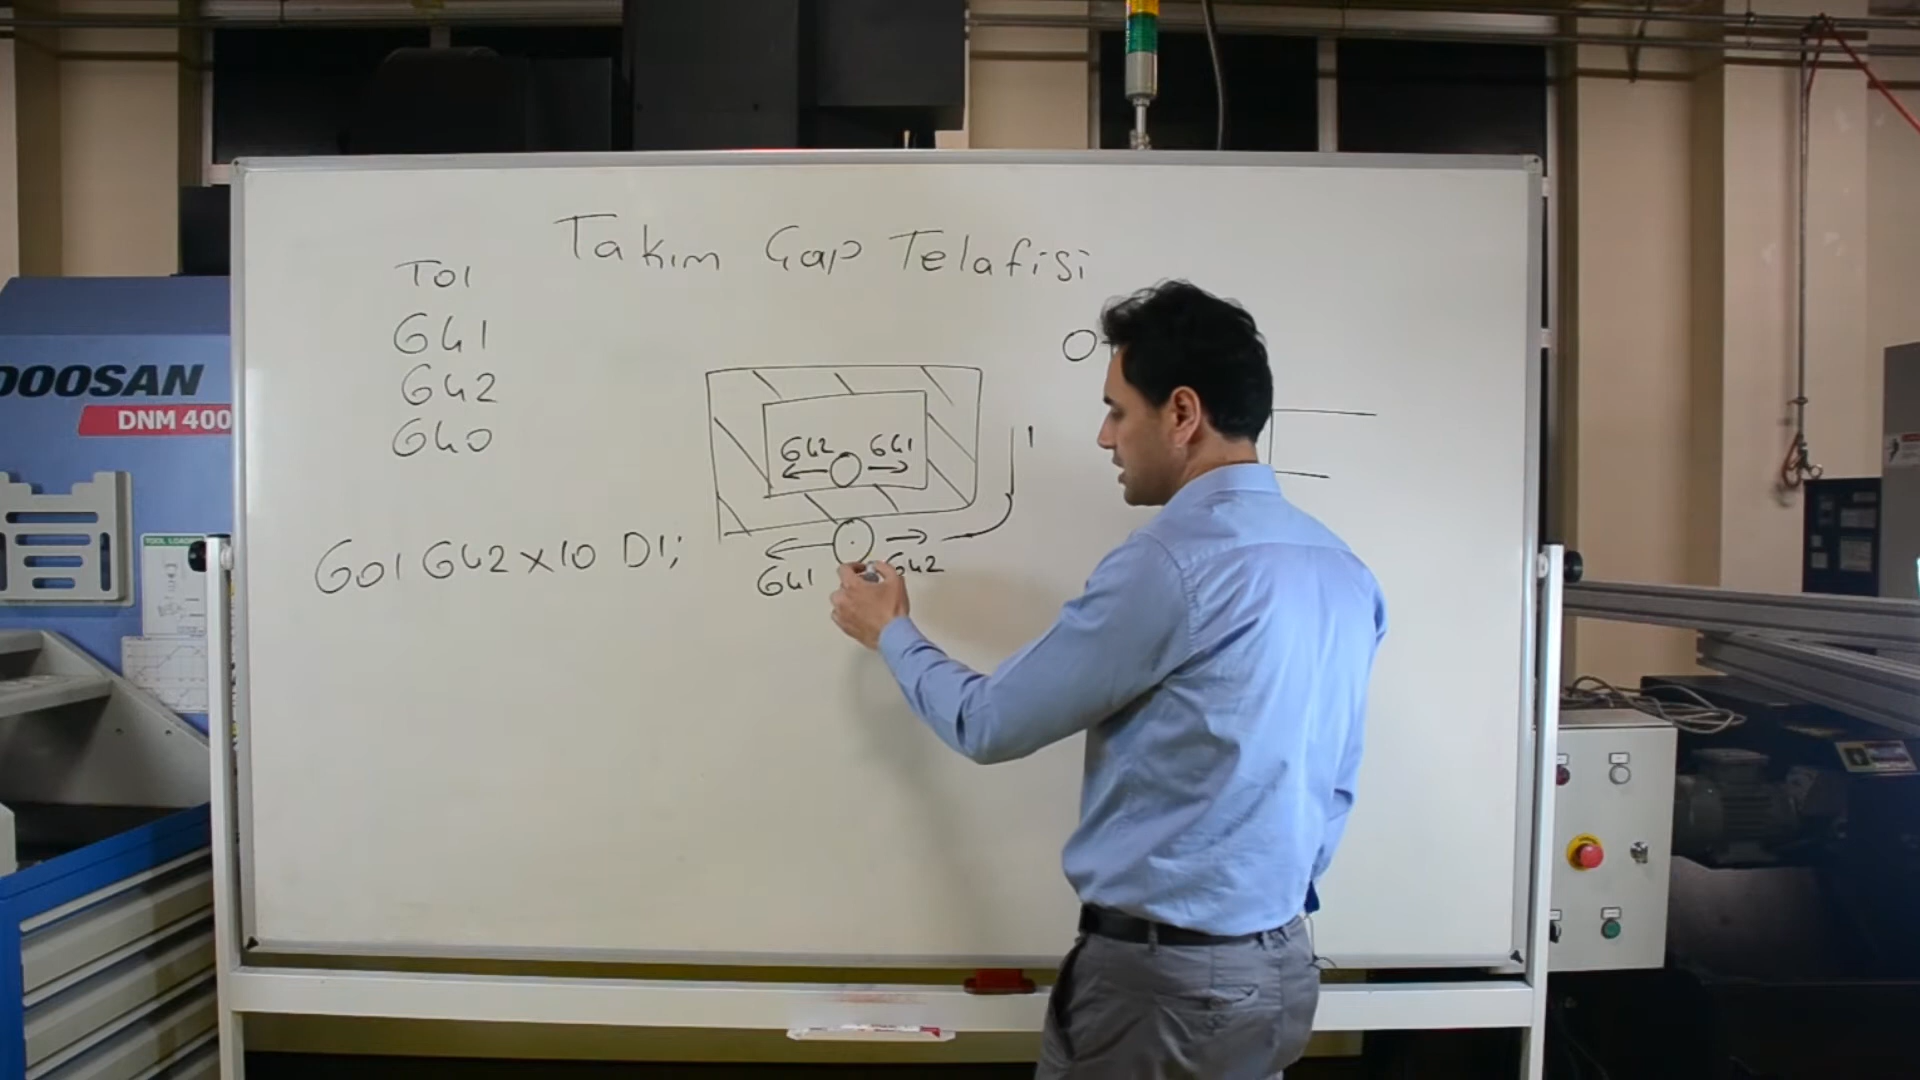 Takım Çap Telafisi
T01
G41
G42
G40
G42 G41
G01 G42 X10 D1;
G41 G42
DOOSAN
DNM 400